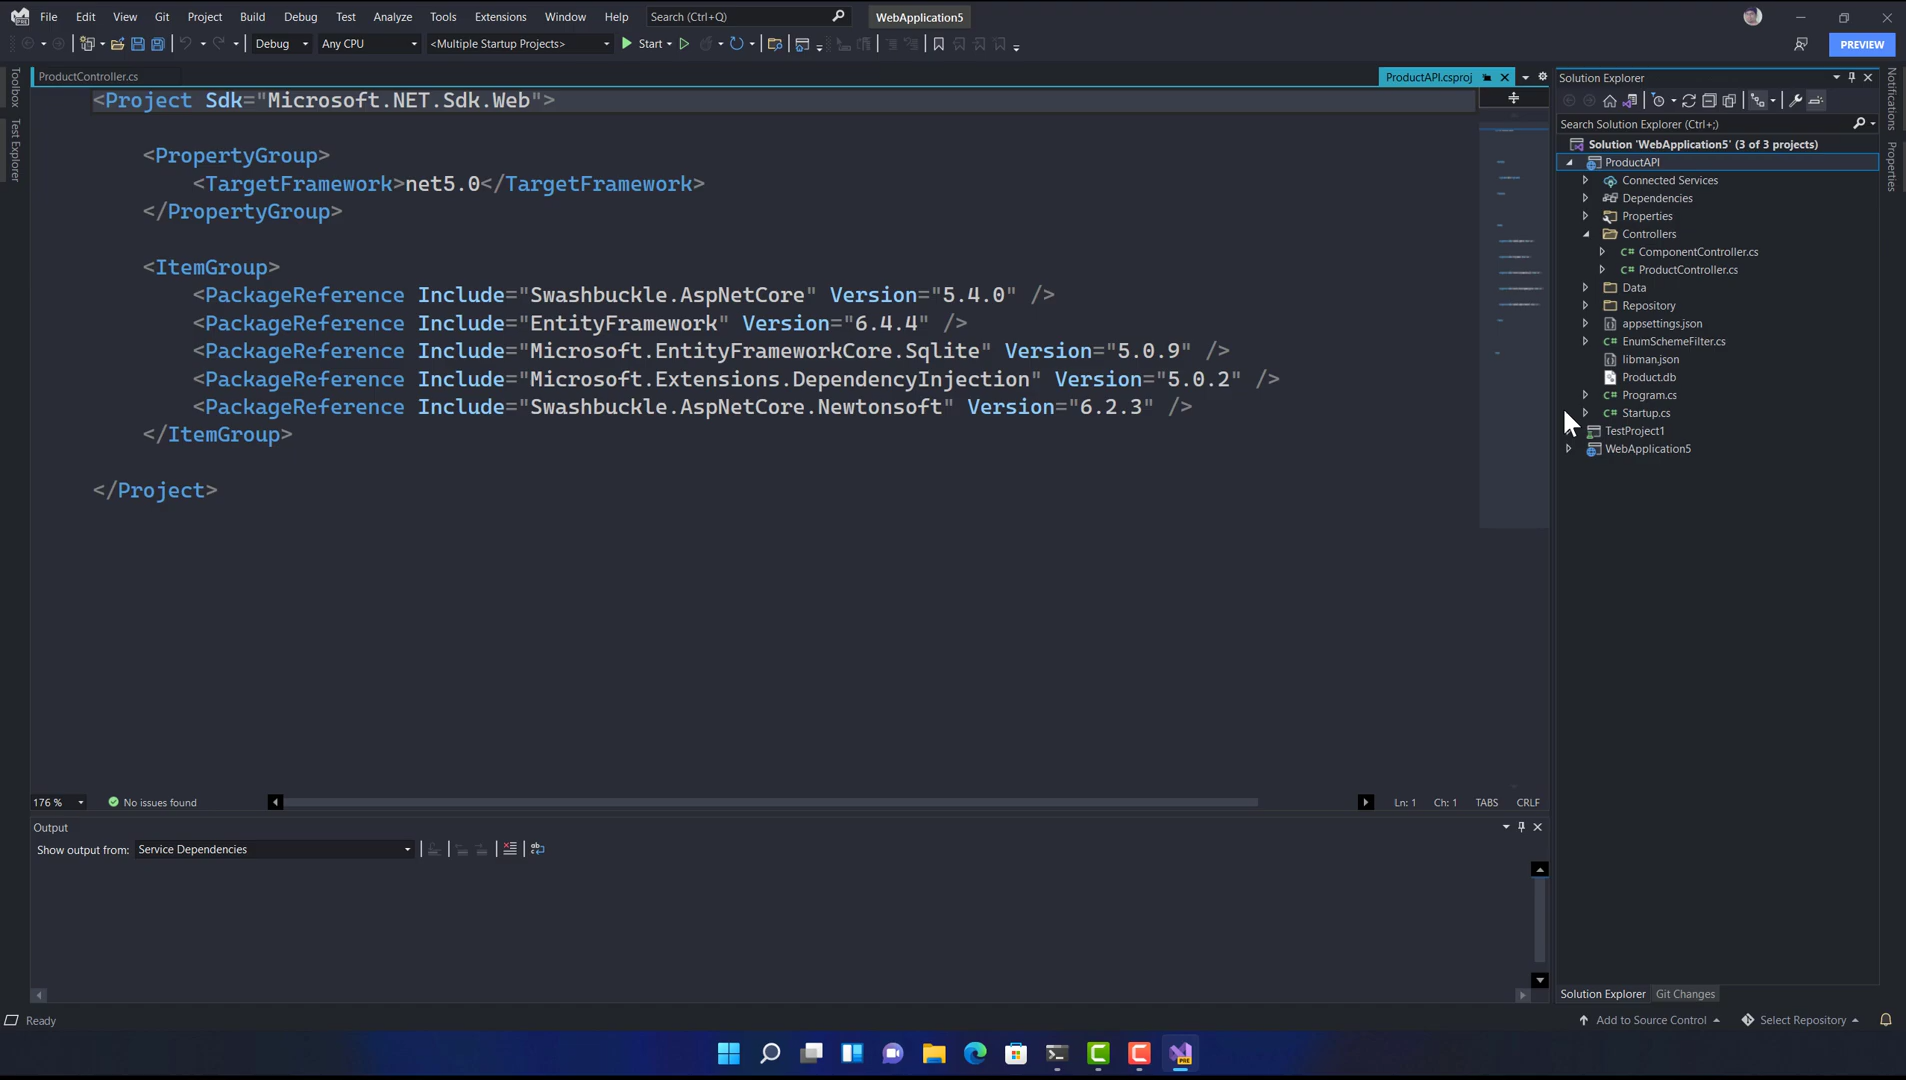 File Edit View Git Project Build Debug Test Analyze Tools Extensions Window Help Search (Ctrl+Q) WebApplication5
Debug Any CPU <Multiple Startup Projects> Start PREVIEW
Toolbox
Test Explorer
ProductController.cs ProductAPI.csproj
<Project Sdk="Microsoft.NET.Sdk.Web">
<PropertyGroup>
<TargetFramework>net5.0</TargetFramework>
</PropertyGroup>
<ItemGroup>
<PackageReference Include="Swashbuckle.AspNetCore" Version="5.4.0" />
<PackageReference Include="EntityFramework" Version="6.4.4" />
<PackageReference Include="Microsoft.EntityFrameworkCore.Sqlite" Version="5.0.9" />
<PackageReference Include="Microsoft.Extensions.DependencyInjection" Version="5.0.2" />
<PackageReference Include="Swashbuckle.AspNetCore.Newtonsoft" Version="6.2.3" />
</ItemGroup>
</Project>
176 % No issues found Ln: 1 Ch: 1 TABS CRLF
Output
Show output from: Service Dependencies
Solution Explorer
Search Solution Explorer (Ctrl+;)
Solution 'WebApplication5' (3 of 3 projects)
ProductAPI
Connected Services
Dependencies
Properties
Controllers
ComponentController.cs
ProductController.cs
Data
Repository
appsettings.json
EnumSchemeFilter.cs
libman.json
Product.db
Program.cs
Startup.cs
TestProject1
WebApplication5
Solution Explorer Git Changes
Notifications
Properties
Ready Add to Source Control Select Repository
PRE